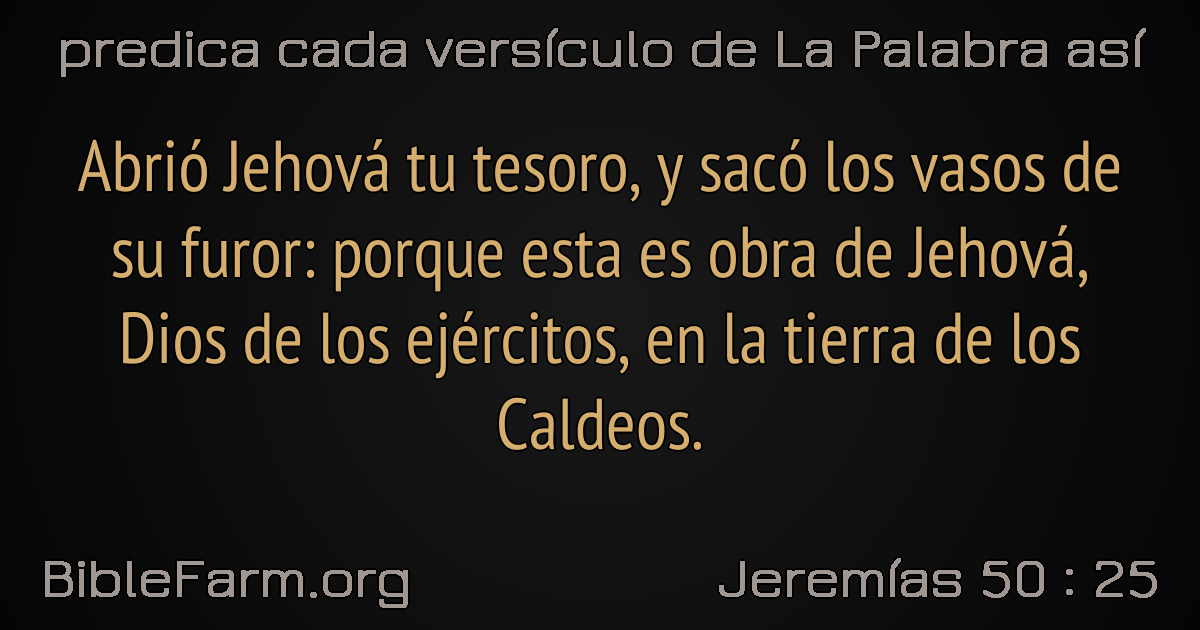 predica cada versículo de La Palabra así
Abrió Jehová tu tesoro, y sacó los vasos de
su furor: porque esta es obra de Jehová,
Dios de los ejércitos, en la tierra de los
Caldeos.
BibleFarm.org
Jeremías 50 : 25